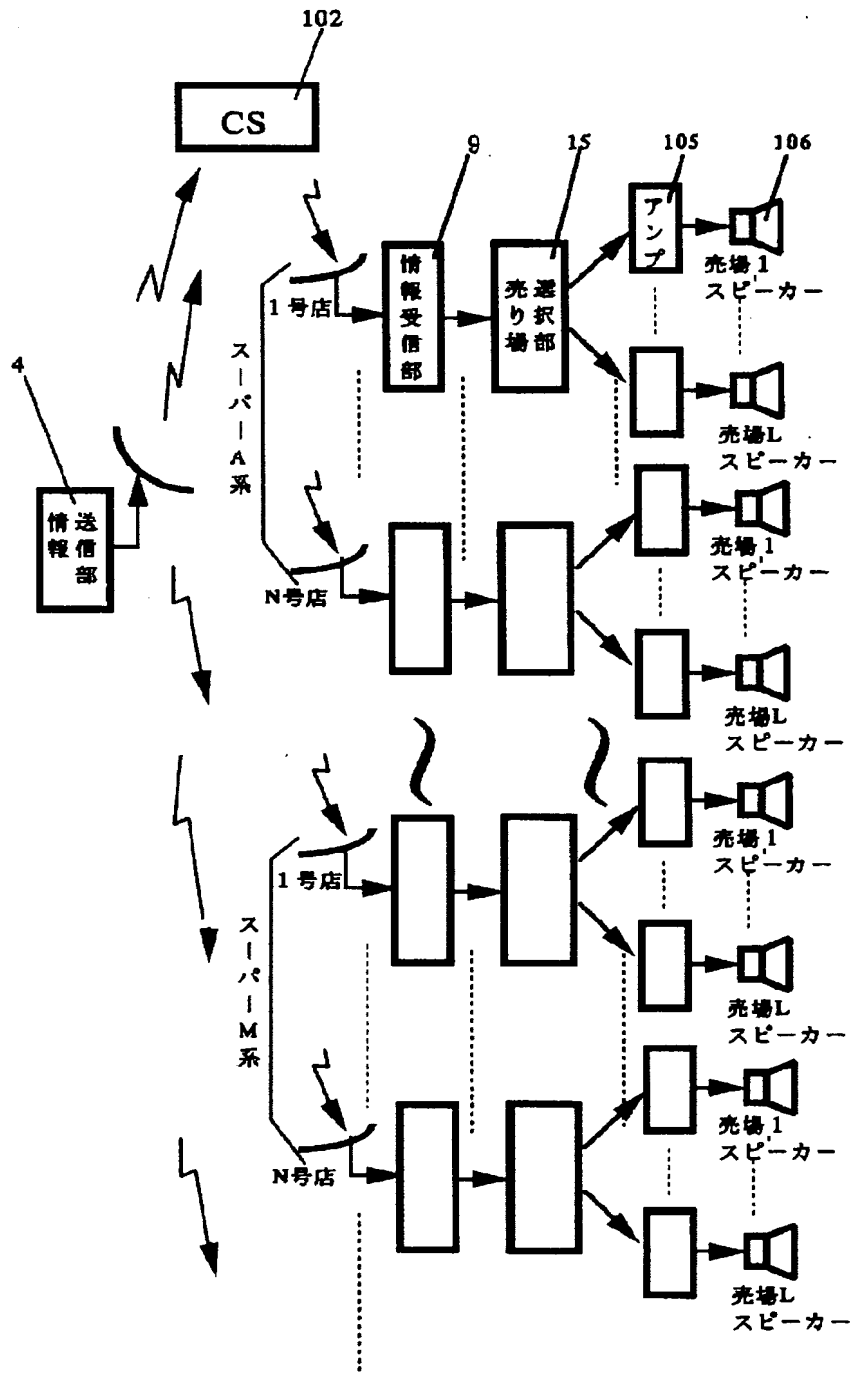 102
CS
9
15
105
106
アンプ
売場1
スピーカー
情報受信部
売り場
選択部
1号店
スーパーA系
売場L
スピーカー
4
情報
送信部
売場1
スピーカー
N号店
売場L
スピーカー
売場1
スピーカー
1号店
スーパーM系
売場L
スピーカー
売場1
スピーカー
N号店
売場L
スピーカー